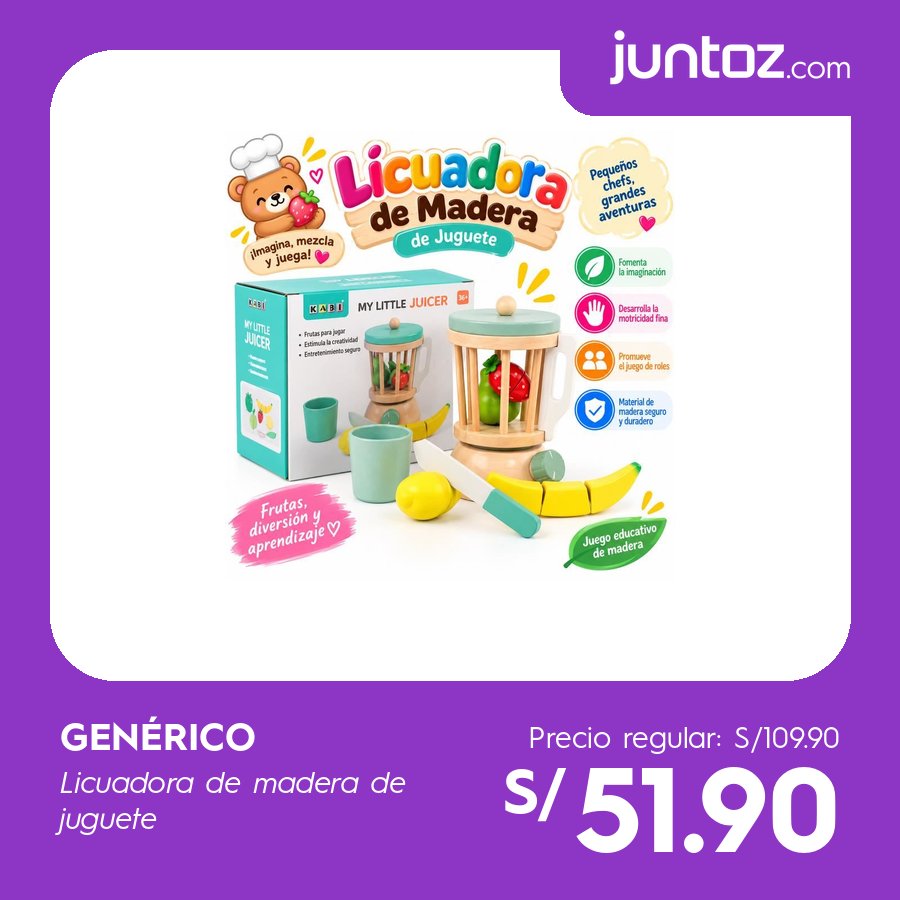 juntoz.com
Licuadora
de Madera
de Juguete
¡Imagina, mezcla
y juega!
Pequeños
chefs,
grandes
aventuras
Fomenta
la imaginación
Desarrolla la
motricidad fina
Promueve
el juego de roles
Material de
madera seguro
y duradero
KABI
MY LITTLE
JUICER
KABI
MY LITTLE JUICER
36+
• Frutas para jugar
• Estimula la creatividad
• Entretenimiento seguro
Frutas,
diversión y
aprendizaje
Juego educativo
de madera
GENÉRICO
Licuadora de madera de
juguete
Precio regular: S/109.90
S/51.90